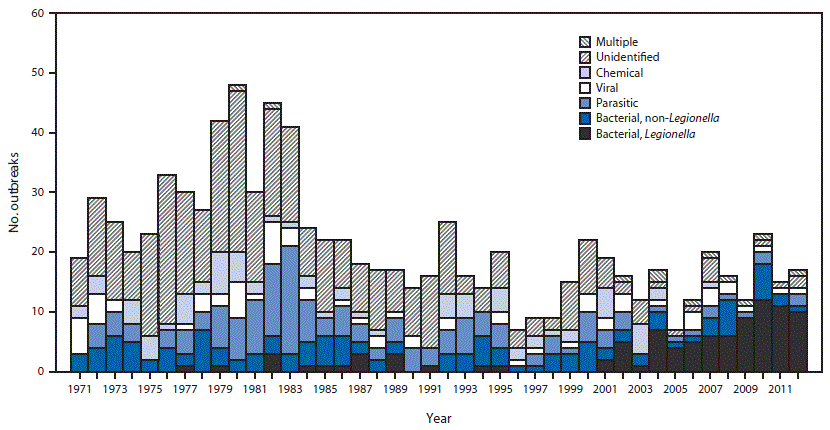 60
50
40
30
20
10
0
No. outbreaks
Multiple
Unidentified
Chemical
Viral
Parasitic
Bacterial, non-Legionella
Bacterial, Legionella
1971 1973 1975 1977 1979 1981 1983 1985 1987 1989 1991 1993 1995 1997 1999 2001 2003 2005 2007 2009 2011
Year